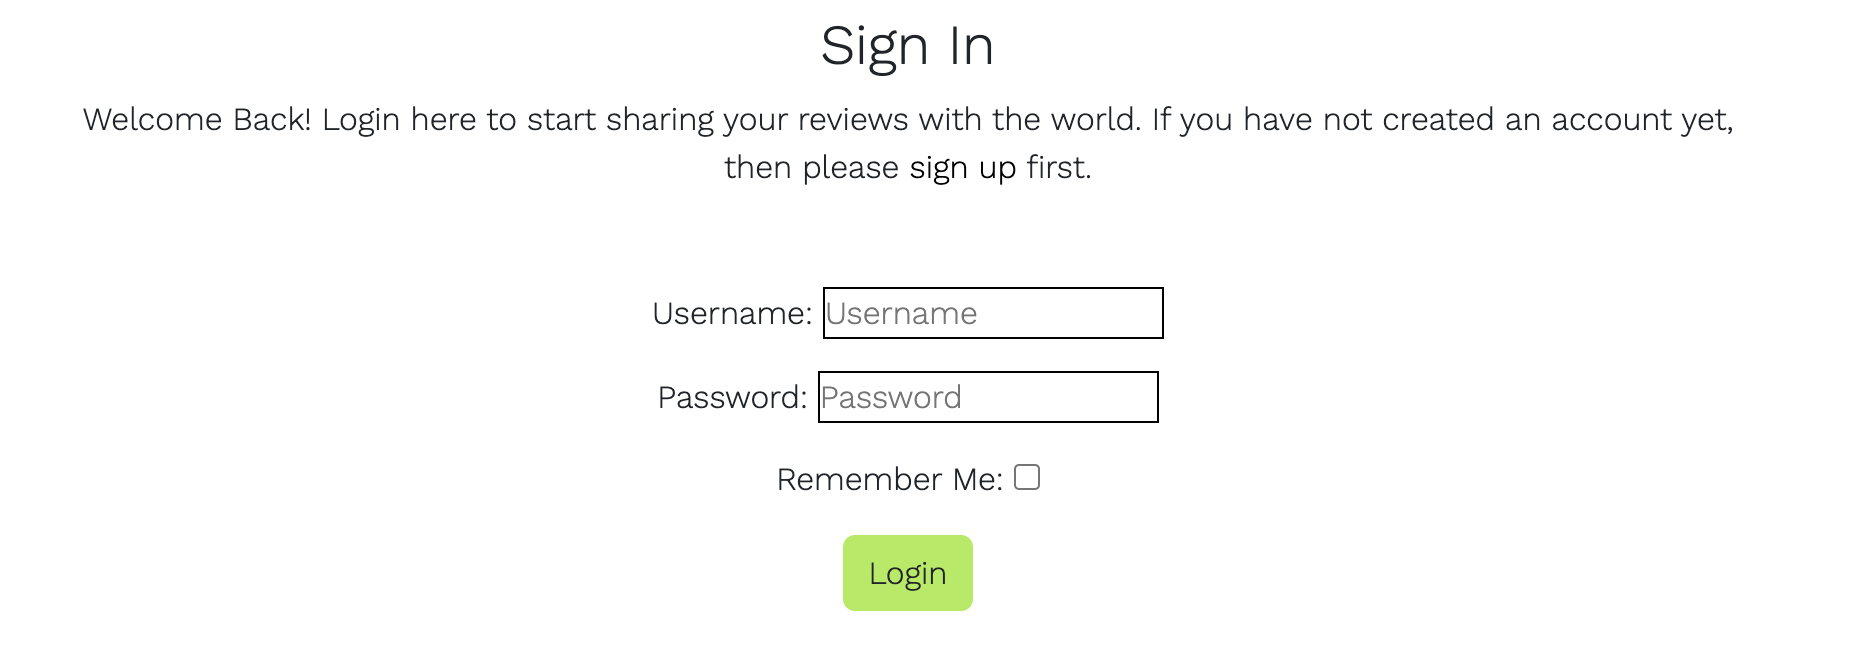 Sign In
Welcome Back! Login here to start sharing your reviews with the world. If you have not created an account yet,
then please sign up first.
Username: Username
Password: Password
Remember Me:
Login